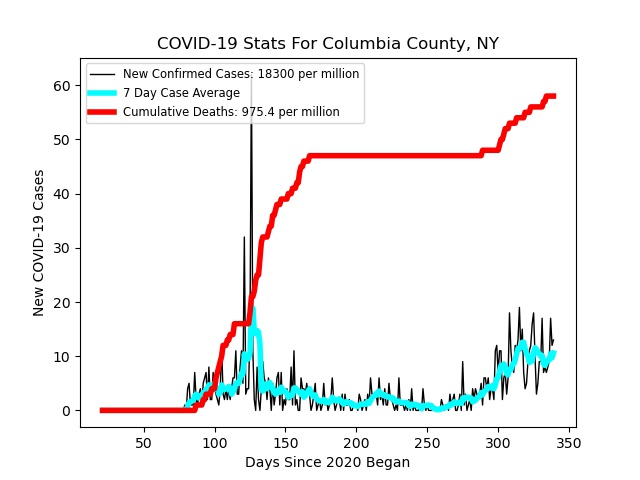 COVID-19 Stats For Columbia County, NY
New Confirmed Cases: 18300 per million
7 Day Case Average
Cumulative Deaths: 975.4 per million
New COVID-19 Cases
60
50
40
30
20
10
0
50
100
150
200
250
300
350
Days Since 2020 Began